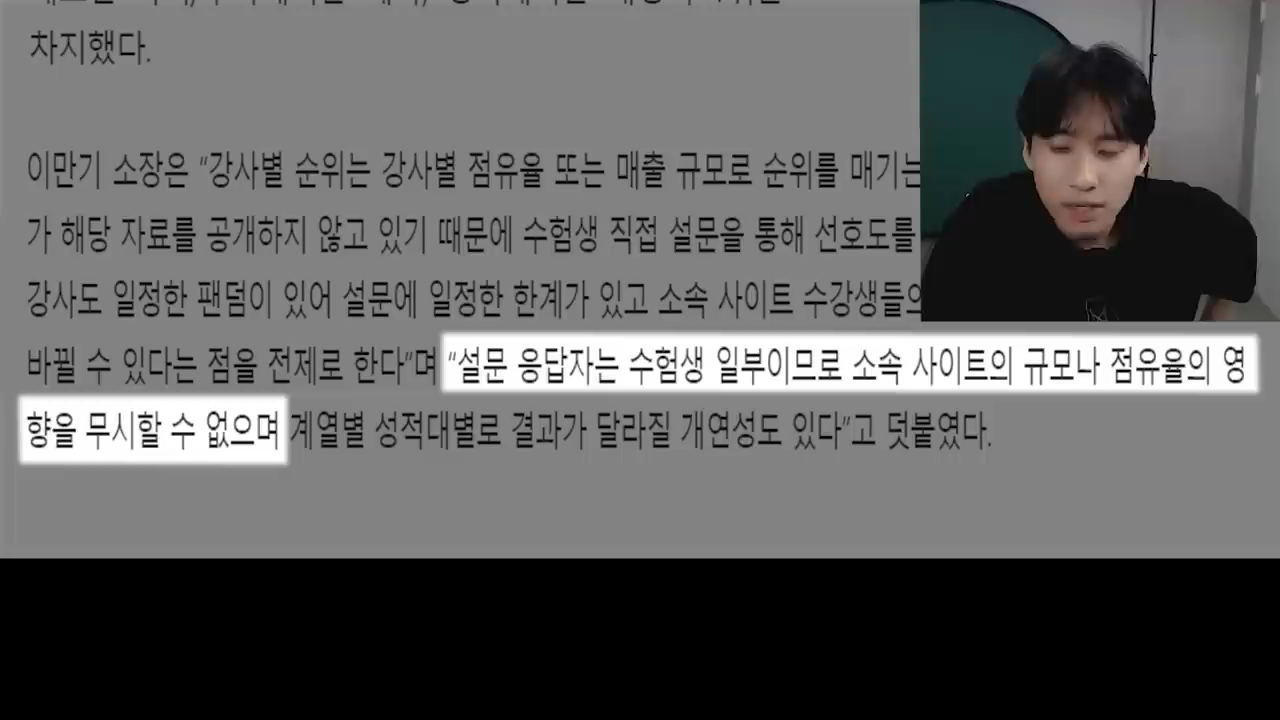 차지했다.
이만기 소장은 “강사별 순위는 강사별 점유율 또는 매출 규모로 순위를 매기는
가 해당 자료를 공개하지 않고 있기 때문에 수험생 직접 설문을 통해 선호도를
강사도 일정한 팬덤이 있어 설문에 일정한 한계가 있고 소속 사이트 수강생들의
바뀔 수 있다는 점을 전제로 한다”며 “설문 응답자는 수험생 일부이므로 소속 사이트의 규모나 점유율의 영
향을 무시할 수 없으며 계열별 성적대별로 결과가 달라질 개연성도 있다”고 덧붙였다.